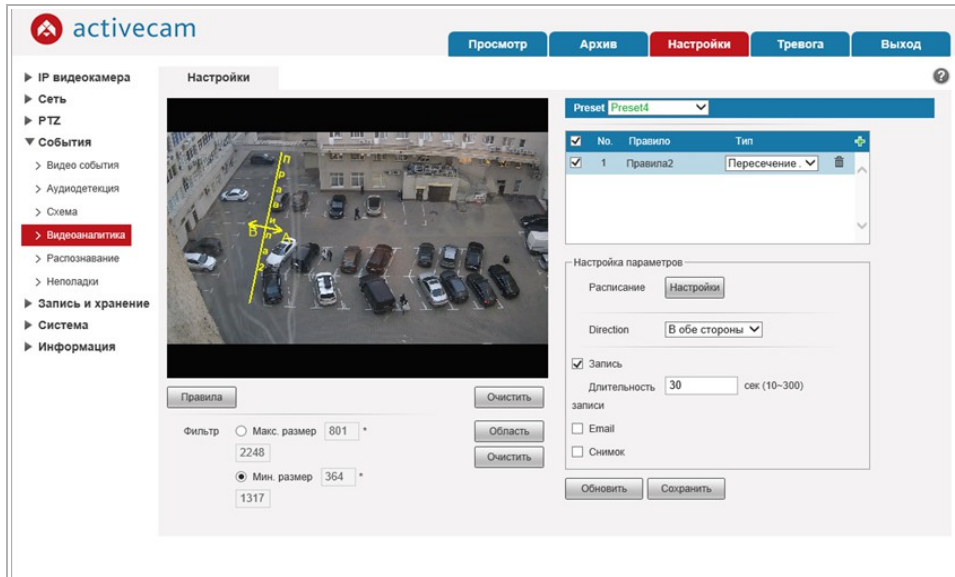 activecam
Просмотр Архив Настройки Тревога Выход
IP видеокамера
Сеть
PTZ
События
Видео события
Аудиодетекция
Схема
Видеоаналитика
Распознавание
Неполадки
Запись и хранение
Система
Информация
Настройки
Правила2
B A
Правила
Очистить
Фильтр Макс. размер 801 *
2248
Область
Очистить
Мин. размер 364 *
1317
Preset Preset4
No. Правило Тип
1 Правила2 Пересечение .
Настройка параметров
Расписание Настройки
Direction В обе стороны
Запись
Длительность 30 сек (10~300)
записи
Email
Снимок
Обновить Сохранить